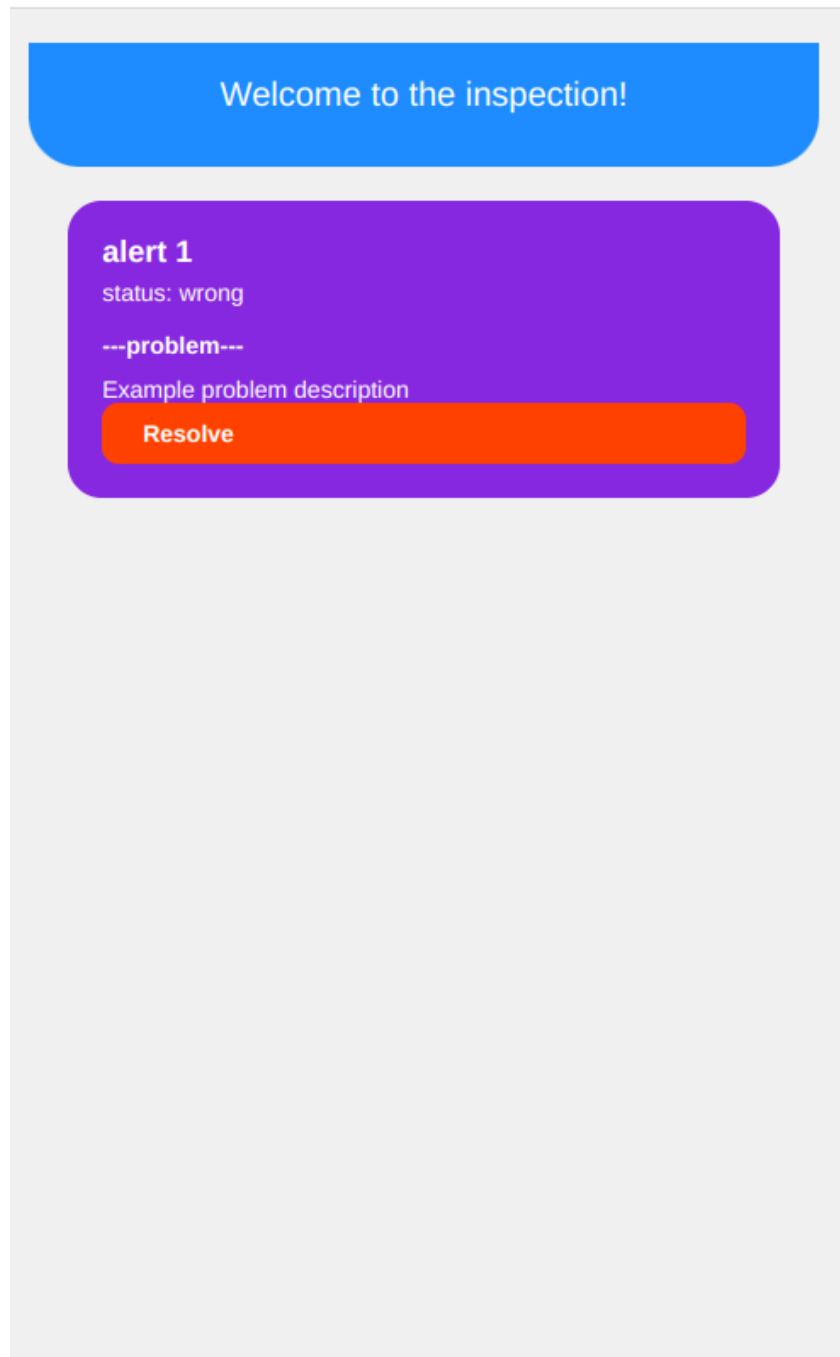 Welcome to the inspection!
alert 1
status: wrong
---problem---
Example problem description
Resolve